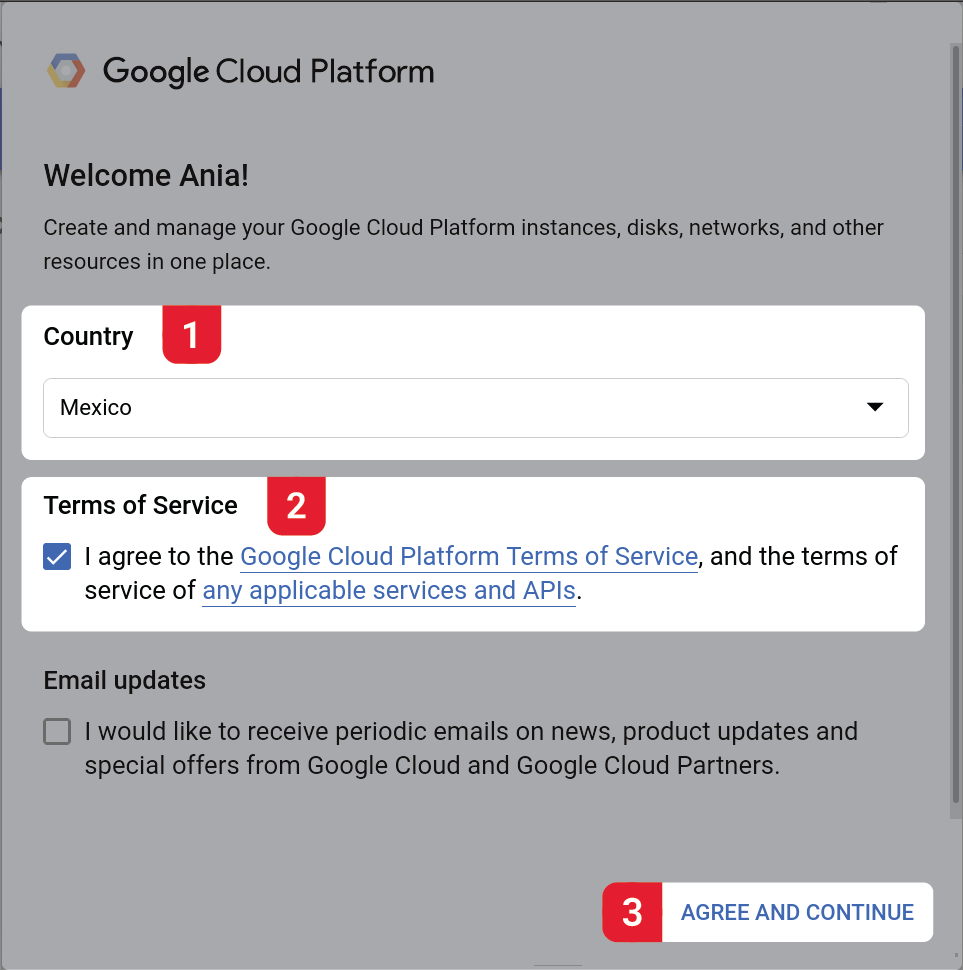 Google Cloud Platform
Welcome Ania!
Create and manage your Google Cloud Platform instances, disks, networks, and other
resources in one place.
Country 1
Mexico
Terms of Service 2
I agree to the Google Cloud Platform Terms of Service, and the terms of
service of any applicable services and APIs.
Email updates
I would like to receive periodic emails on news, product updates and
special offers from Google Cloud and Google Cloud Partners.
3 AGREE AND CONTINUE